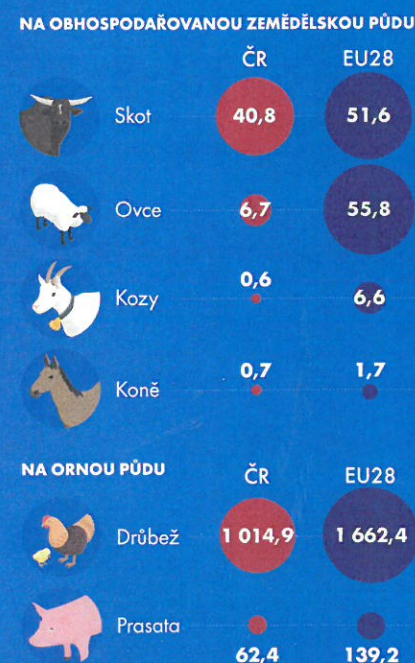 NA OBHOSPODAŘOVANOU ZEMĚDĚLSKOU PŮDU
ČR EU28
Skot 40,8 51,6
Ovce 6,7 55,8
Kozy 0,6 6,6
Koně 0,7 1,7
NA ORNOU PŮDU
ČR EU28
Drůbež 1 014,9 1 662,4
Prasata 62,4 139,2